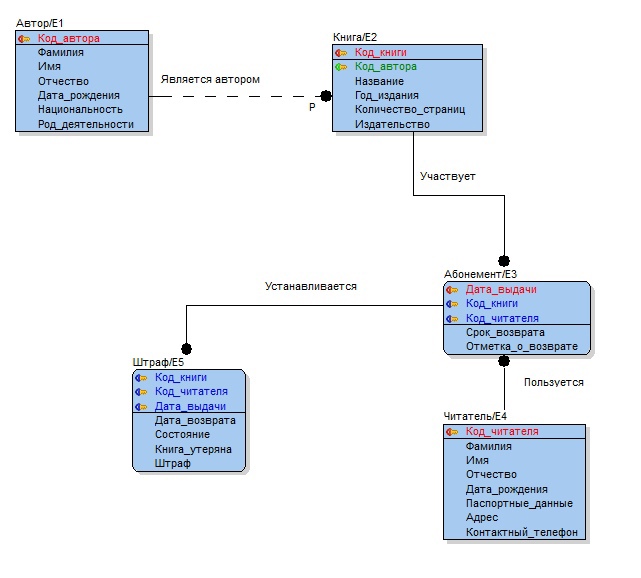 Автор/E1
Код_автора
Фамилия
Имя
Отчество
Дата_рождения
Национальность
Род_деятельности
Является автором
P
Книга/E2
Код_книги
Код_автора
Название
Год_издания
Количество_страниц
Издательство
Участвует
Абонемент/E3
Дата_выдачи
Код_книги
Код_читателя
Срок_возврата
Отметка_о_возврате
Устанавливается
Штраф/E5
Код_книги
Код_читателя
Дата_выдачи
Дата_возврата
Состояние
Книга_утеряна
Штраф
Пользуется
Читатель/E4
Код_читателя
Фамилия
Имя
Отчество
Дата_рождения
Паспортные_данные
Адрес
Контактный_телефон